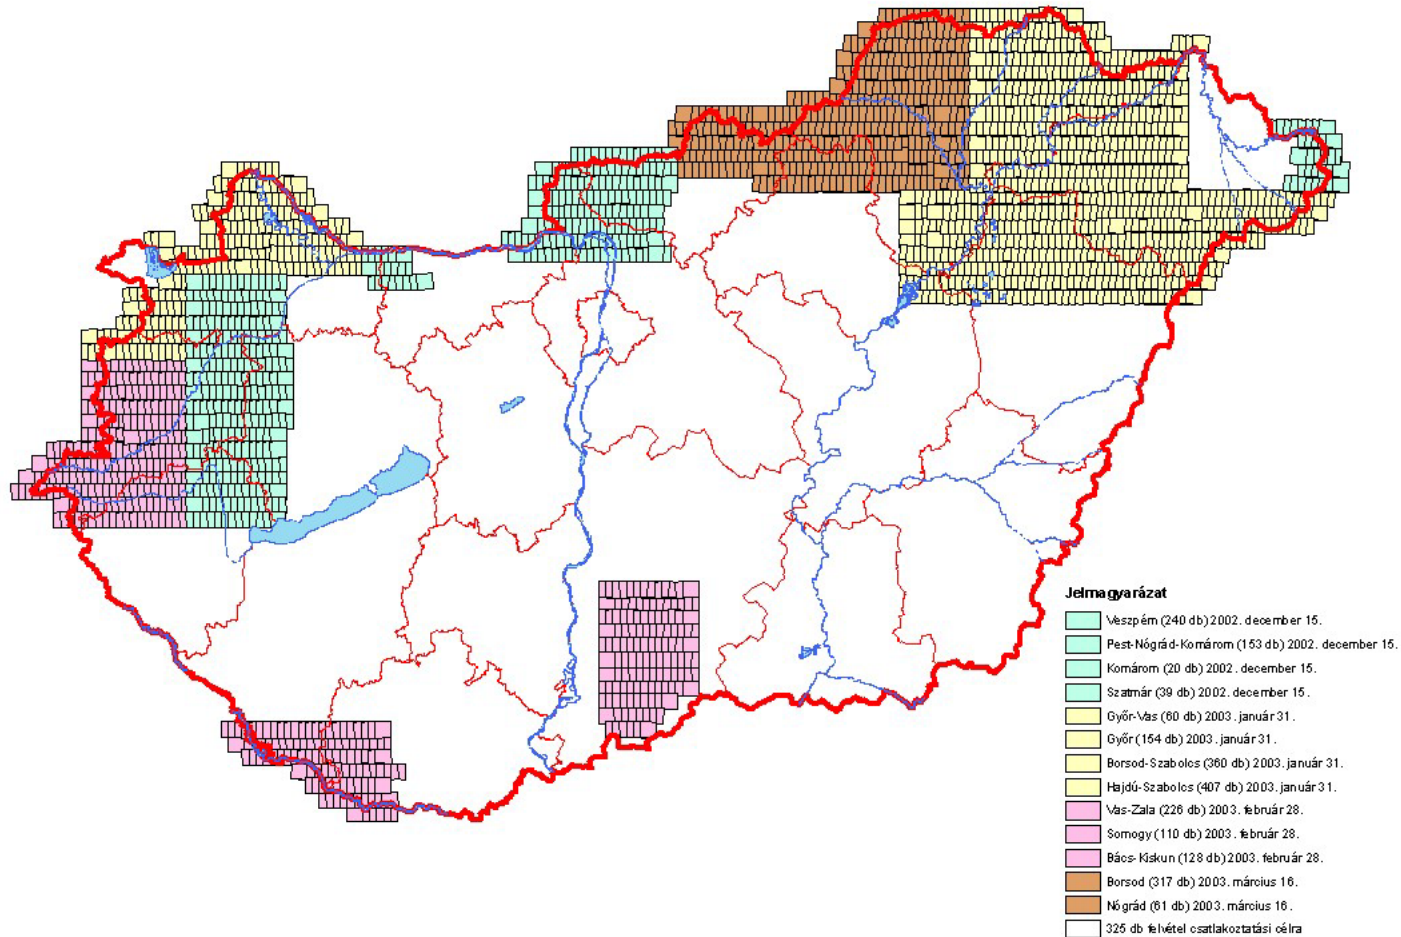 Jelmagyarázat
Veszprém (240 db) 2002. december 15.
Pest-Nógrád-Komárom (153 db) 2002. december 15.
Komárom (20 db) 2002. december 15.
Szatmár (39 db) 2002. december 15.
Győr-Vas (60 db) 2003. január 31.
Győr (154 db) 2003. január 31.
Borsod-Szabolcs (360 db) 2003. január 31.
Hajdú-Szabolcs (407 db) 2003. január 31.
Vas-Zala (226 db) 2003. február 28.
Somogy (110 db) 2003. február 28.
Bács-Kiskun (128 db) 2003. február 28.
Borsod (317 db) 2003. március 16.
Nógrád (61 db) 2003. március 16.
325 db felvétel csatlakoztatási célra